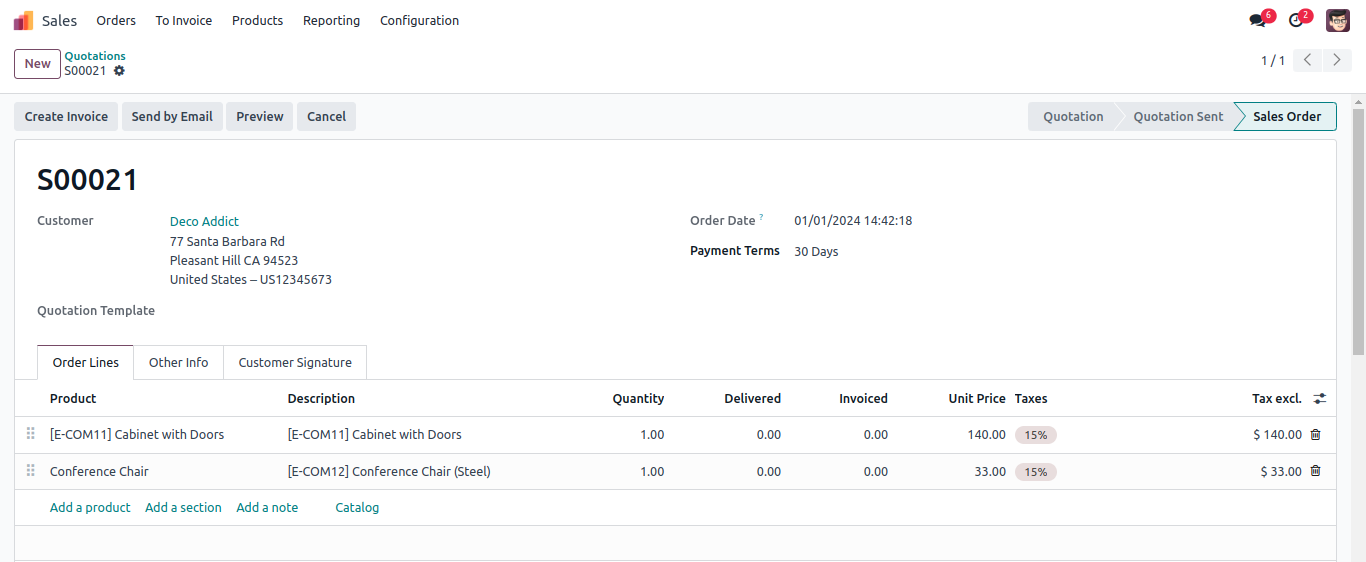 Sales Orders To Invoice Products Reporting Configuration 6 2
New Quotations
S00021 1 / 1
Create Invoice Send by Email Preview Cancel Quotation Quotation Sent Sales Order
S00021
Customer Deco Addict Order Date ? 01/01/2024 14:42:18
77 Santa Barbara Rd
Pleasant Hill CA 94523 Payment Terms 30 Days
United States – US12345673
Quotation Template
Order Lines Other Info Customer Signature
Product Description Quantity Delivered Invoiced Unit Price Taxes Tax excl.
[E-COM11] Cabinet with Doors [E-COM11] Cabinet with Doors 1.00 0.00 0.00 140.00 15% $ 140.00
Conference Chair [E-COM12] Conference Chair (Steel) 1.00 0.00 0.00 33.00 15% $ 33.00
Add a product Add a section Add a note Catalog